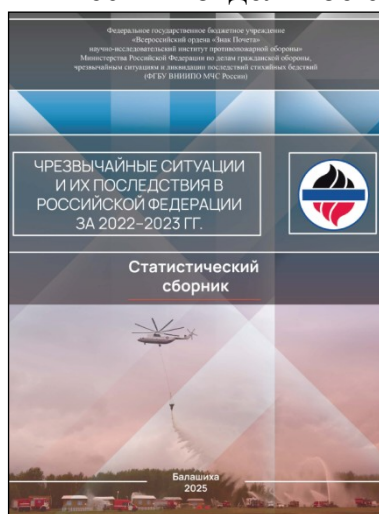 Федеральное государственное бюджетное учреждение
«Всероссийский ордена «Знак Почета»
научно-исследовательский институт противопожарной обороны»
Министерства Российской Федерации по делам гражданской обороны,
чрезвычайным ситуациям и ликвидации последствий стихийных бедствий
(ФГБУ ВНИИПО МЧС России)
ЧРЕЗВЫЧАЙНЫЕ СИТУАЦИИ
И ИХ ПОСЛЕДСТВИЯ В
РОССИЙСКОЙ ФЕДЕРАЦИИ
ЗА 2022–2023 ГГ.
Статистический
сборник
Балашиха
2025